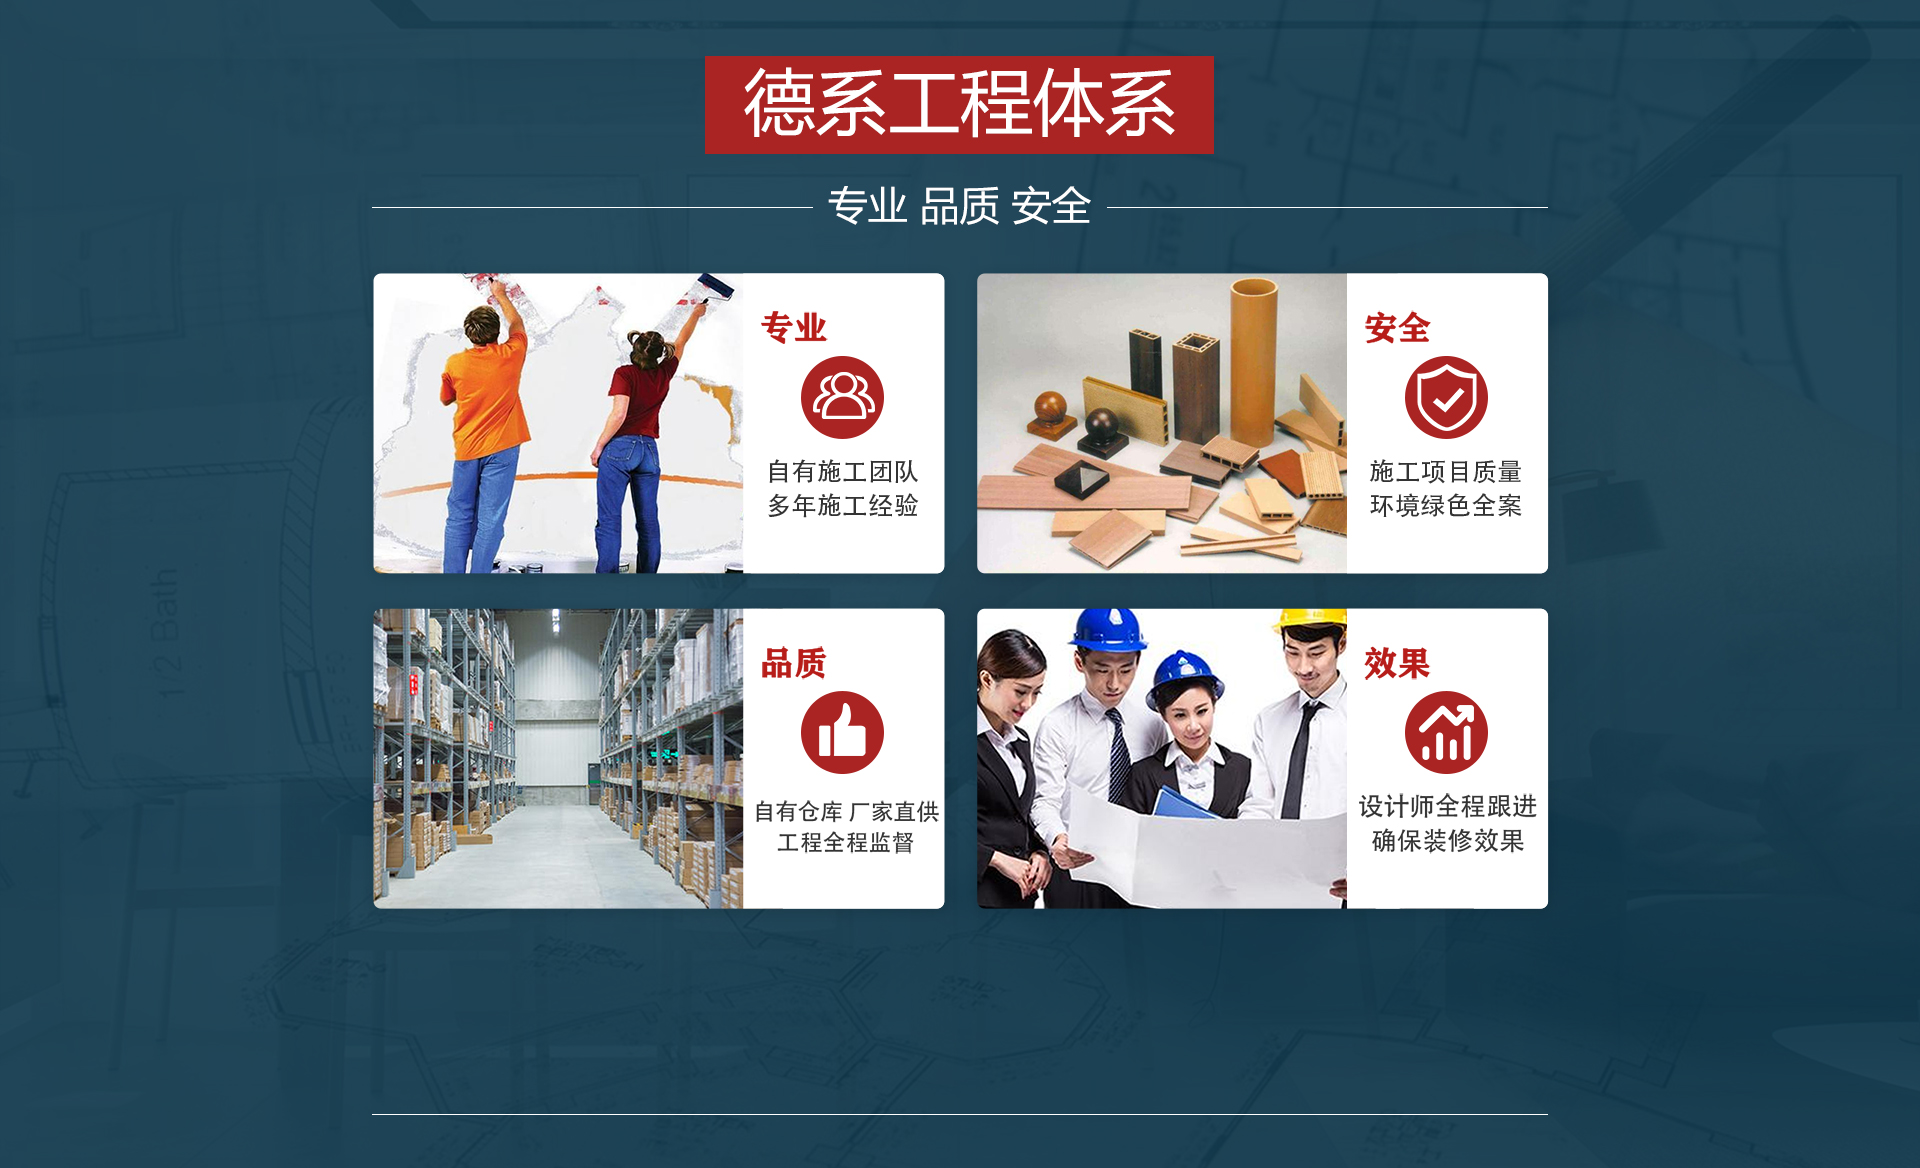 德系工程体系
专业 品质 安全
专业
自有施工团队
多年施工经验
安全
施工项目质量
环境绿色全案
品质
自有仓库 厂家直供
工程全程监督
效果
设计师全程跟进
确保装修效果
1/2 Bath